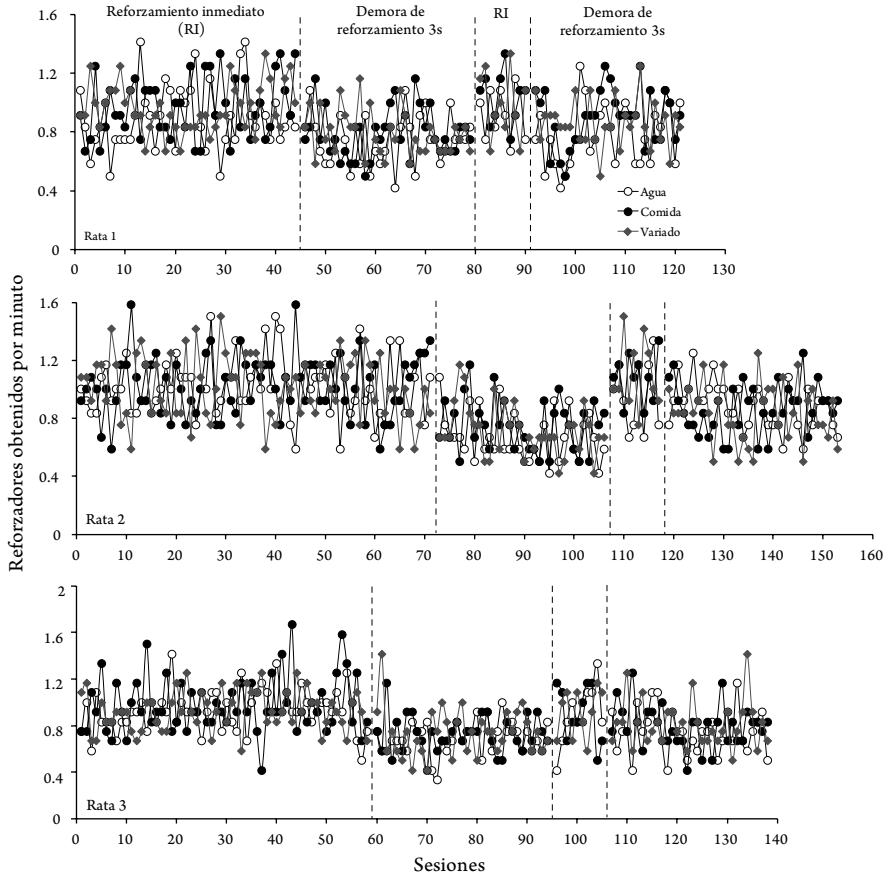 Reforzamiento inmediato
(RI)
Demora de
reforzamiento 3s
RI
Demora de
reforzamiento 3s
1.6
1.2
0.8
0.4
0
Agua
Comida
Variado
Rata 1
0 10 20 30 40 50 60 70 80 90 100 110 120 130
Reforzadores obtenidos por minuto
1.6
1.2
0.8
0.4
0
Rata 2
0 10 20 30 40 50 60 70 80 90 100 110 120 130 140 150 160
2
1.6
1.2
0.8
0.4
0
Rata 3
0 10 20 30 40 50 60 70 80 90 100 110 120 130 140
Sesiones